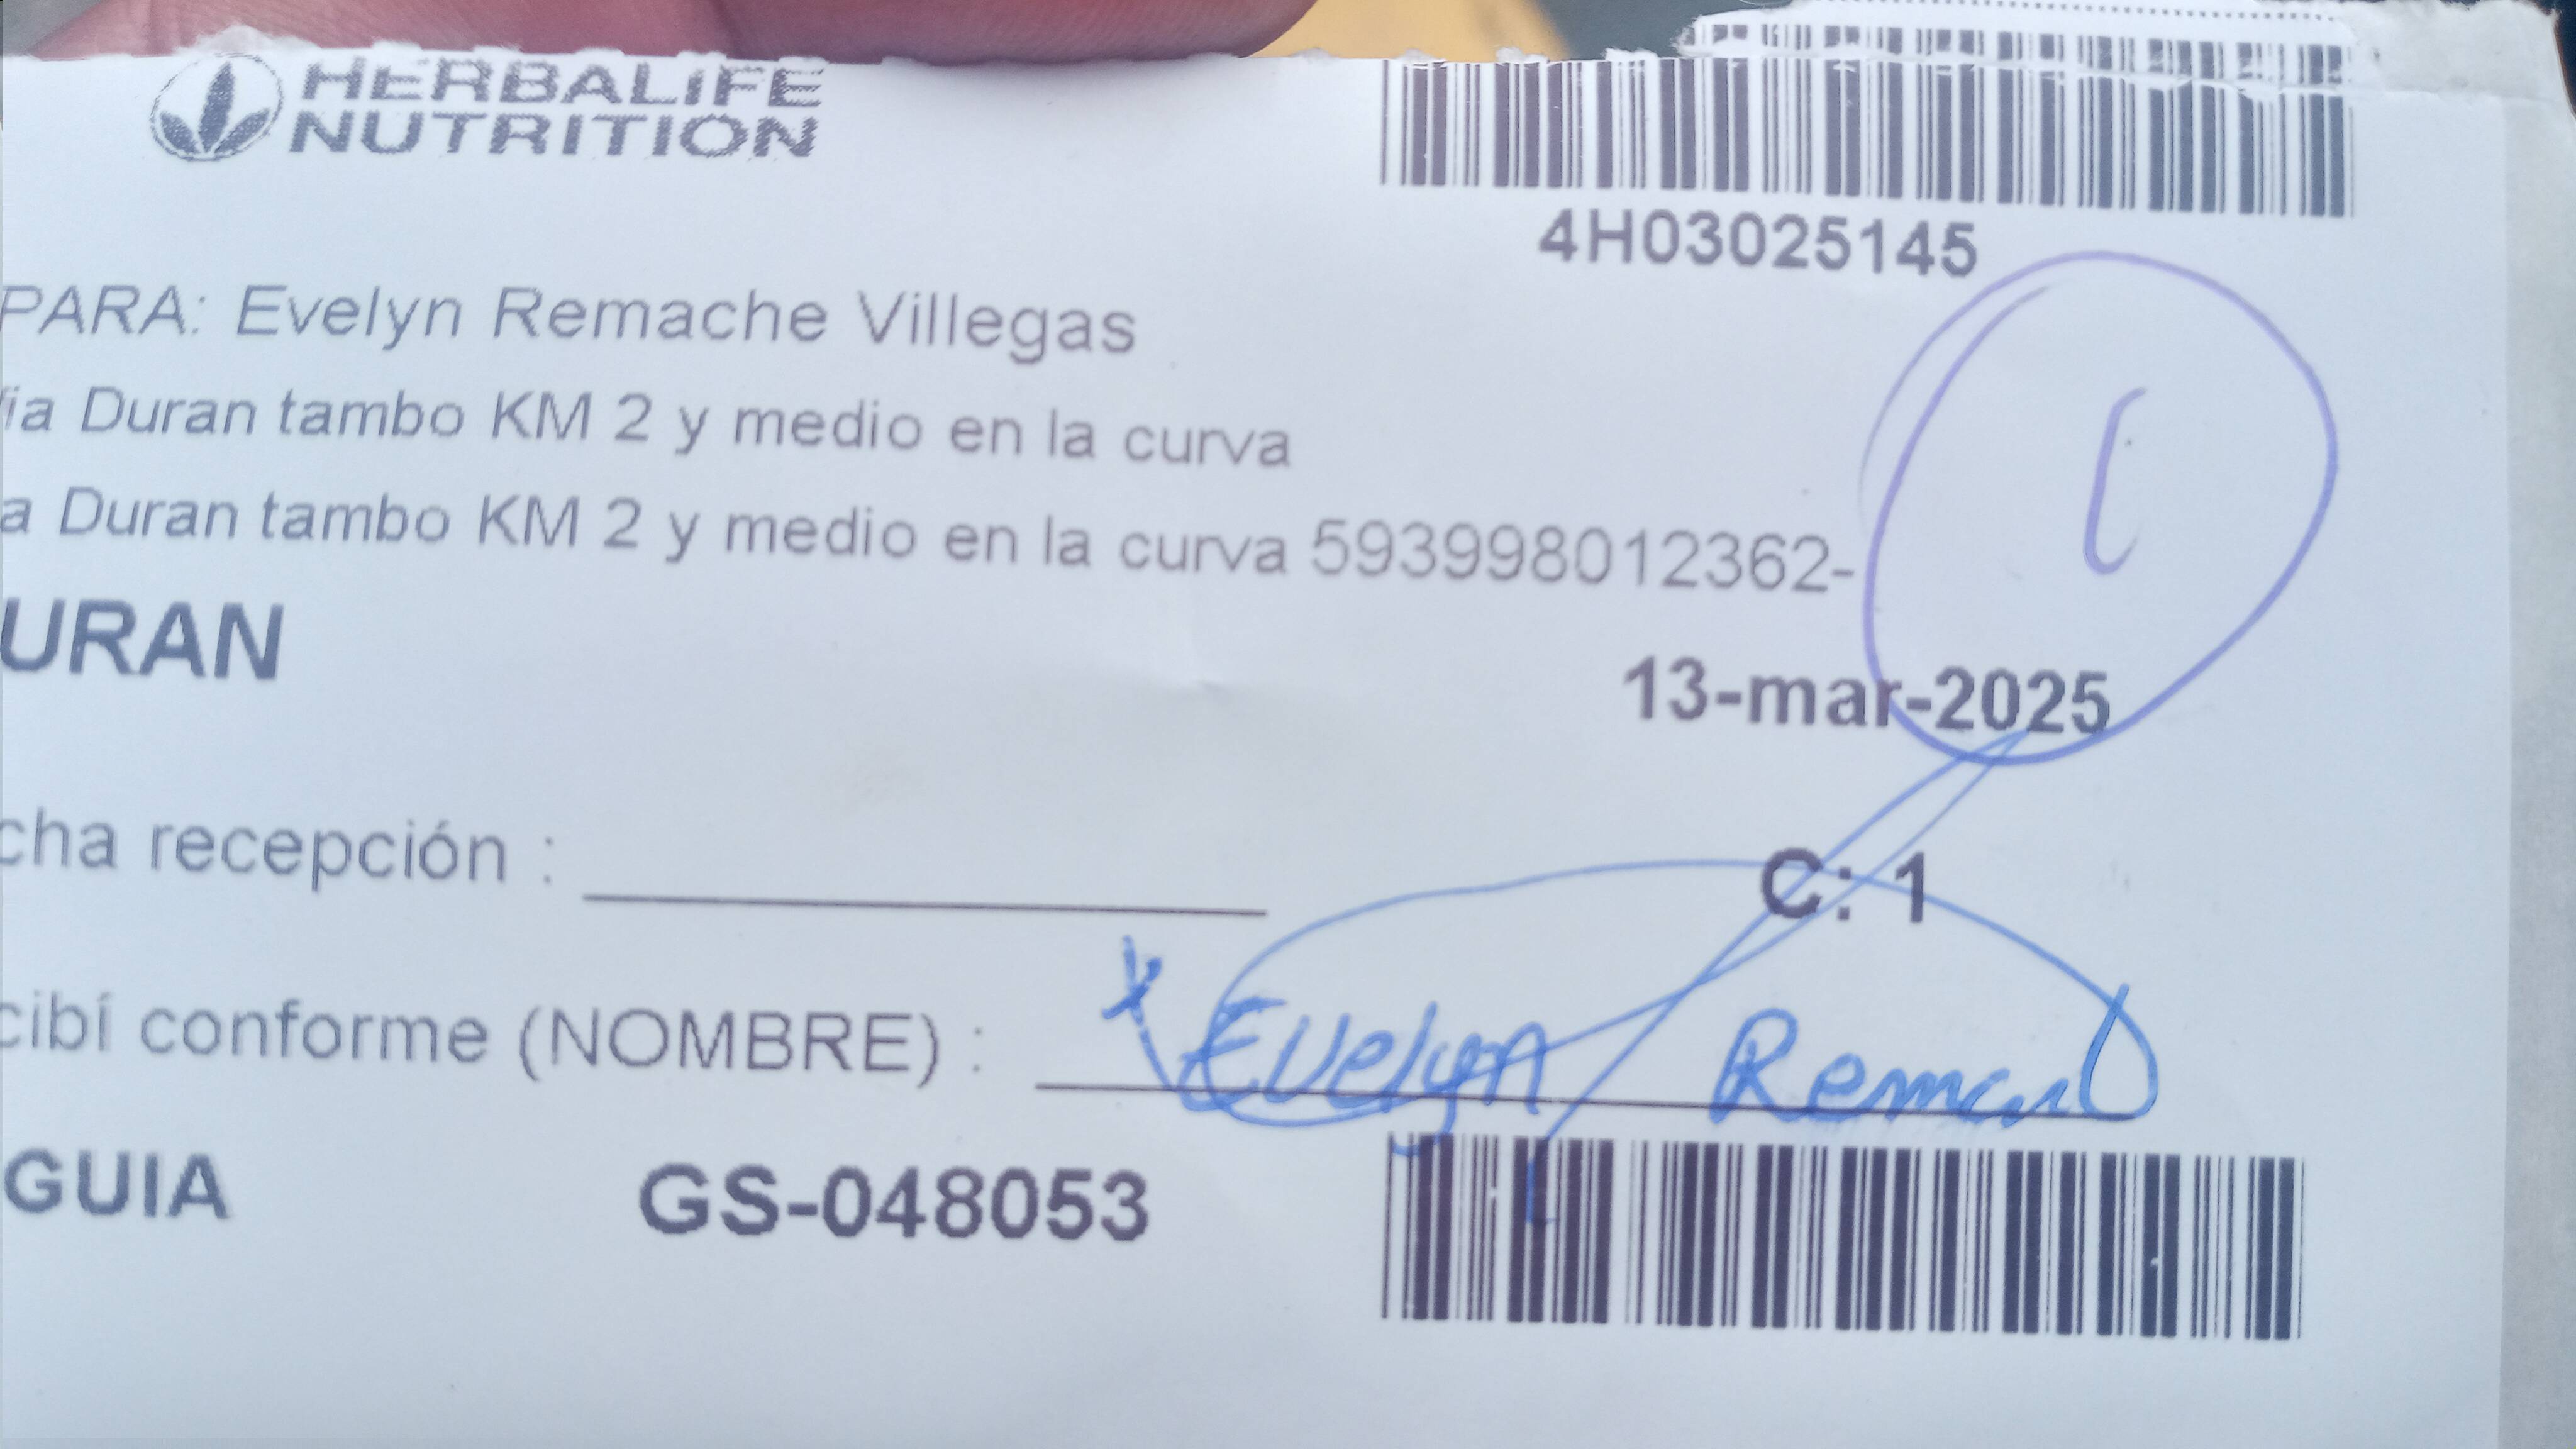 HERBALIFE
NUTRITION
4H03025145
PARA: Evelyn Remache Villegas
ia Duran tambo KM 2 y medio en la curva
a Duran tambo KM 2 y medio en la curva 593998012362-
URAN
13-mar-2025
cha recepción :
C: 1
cibí conforme (NOMBRE) : Evelyn
GUIA GS-048053